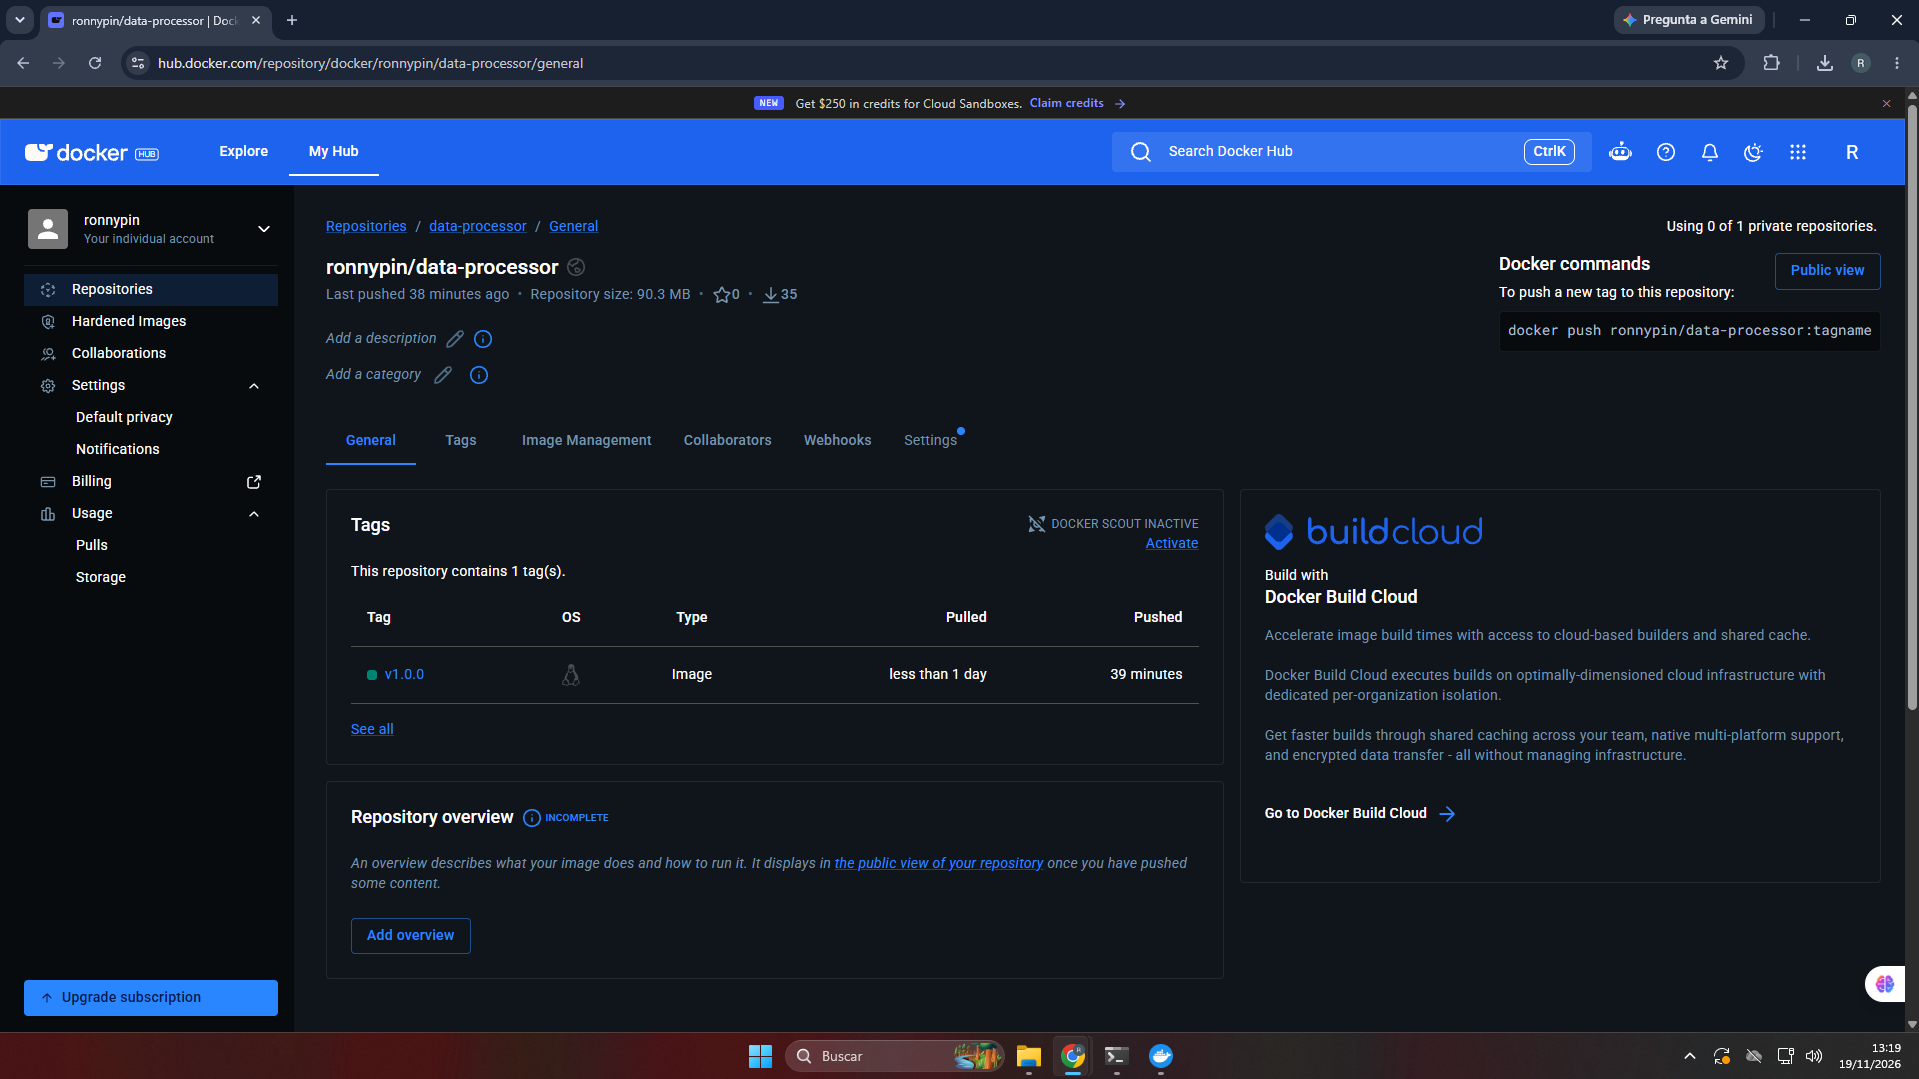 ronnypin/data-processor | Doc
Pregunta a Gemini
hub.docker.com/repository/docker/ronnypin/data-processor/general
R
NEW Get $250 in credits for Cloud Sandboxes. Claim credits →
docker HUB
Explore
My Hub
Search Docker Hub
CtrlK
R
ronnypin
Your individual account
Repositories
Hardened Images
Collaborations
Settings
Default privacy
Notifications
Billing
Usage
Pulls
Storage
Upgrade subscription
Repositories / data-processor / General
Using 0 of 1 private repositories.
ronnypin/data-processor
Last pushed 38 minutes ago · Repository size: 90.3 MB · 0 · 35
Add a description
Add a category
Docker commands
Public view
To push a new tag to this repository:
docker push ronnypin/data-processor:tagname
General
Tags
Image Management
Collaborators
Webhooks
Settings
Tags
DOCKER SCOUT INACTIVE
Activate
This repository contains 1 tag(s).
Tag OS Type Pulled Pushed
v1.0.0 Image less than 1 day 39 minutes
See all
Repository overview INCOMPLETE
An overview describes what your image does and how to run it. It displays in the public view of your repository once you have pushed
some content.
Add overview
buildcloud
Build with
Docker Build Cloud
Accelerate image build times with access to cloud-based builders and shared cache.
Docker Build Cloud executes builds on optimally-dimensioned cloud infrastructure with
dedicated per-organization isolation.
Get faster builds through shared caching across your team, native multi-platform support,
and encrypted data transfer - all without managing infrastructure.
Go to Docker Build Cloud →
Buscar
13:19
19/11/2026